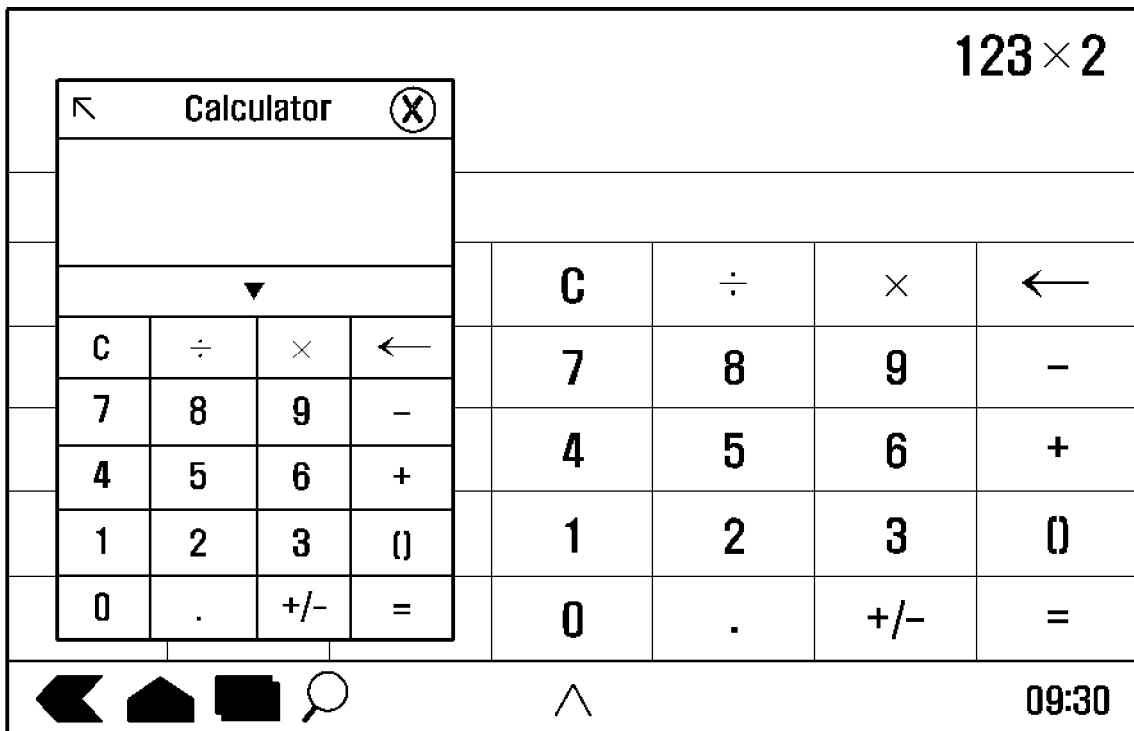 123×2
Calculator X
C ÷ × ←
7 8 9 −
4 5 6 +
1 2 3 ()
0 . +/− =
C ÷ × ←
7 8 9 −
4 5 6 +
1 2 3 ()
0 . +/− =
09:30